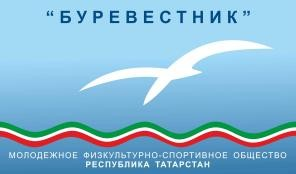 “БУРЕВЕСТНИК”
МОЛОДЕЖНОЕ ФИЗКУЛЬТУРНО-СПОРТИВНОЕ ОБЩЕСТВО
РЕСПУБЛИКА ТАТАРСТАН